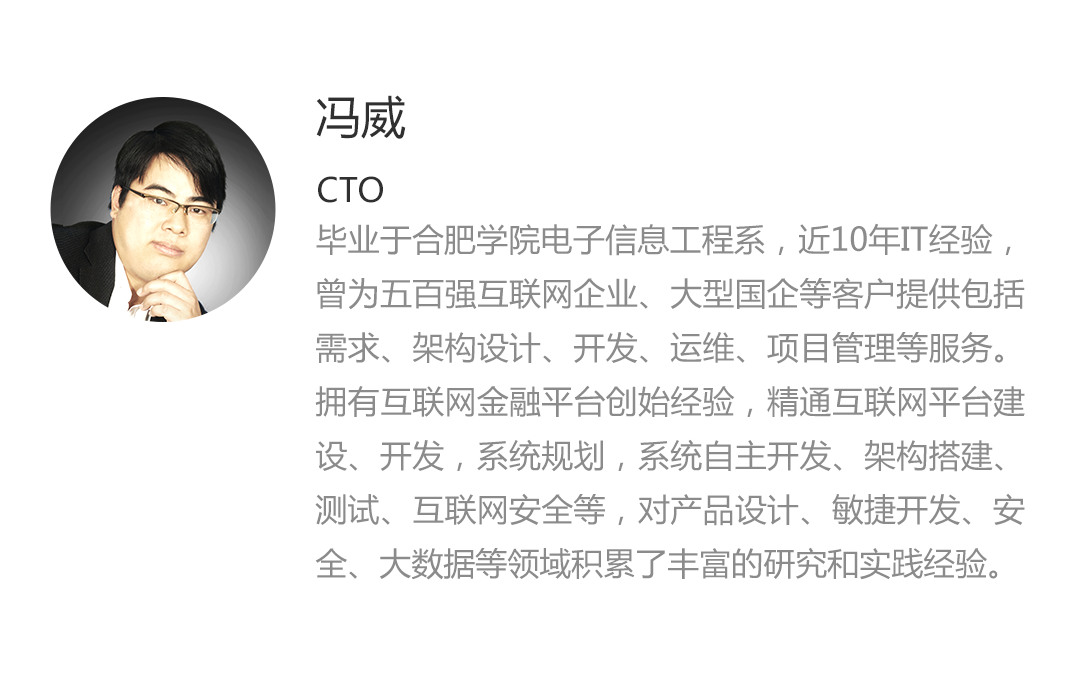 冯威
CTO
毕业于合肥学院电子信息工程系，近10年IT经验，
曾为五百强互联网企业、大型国企等客户提供包括
需求、架构设计、开发、运维、项目管理等服务。
拥有互联网金融平台创始经验，精通互联网平台建
设、开发，系统规划，系统自主开发、架构搭建、
测试、互联网安全等，对产品设计、敏捷开发、安
全、大数据等领域积累了丰富的研究和实践经验。